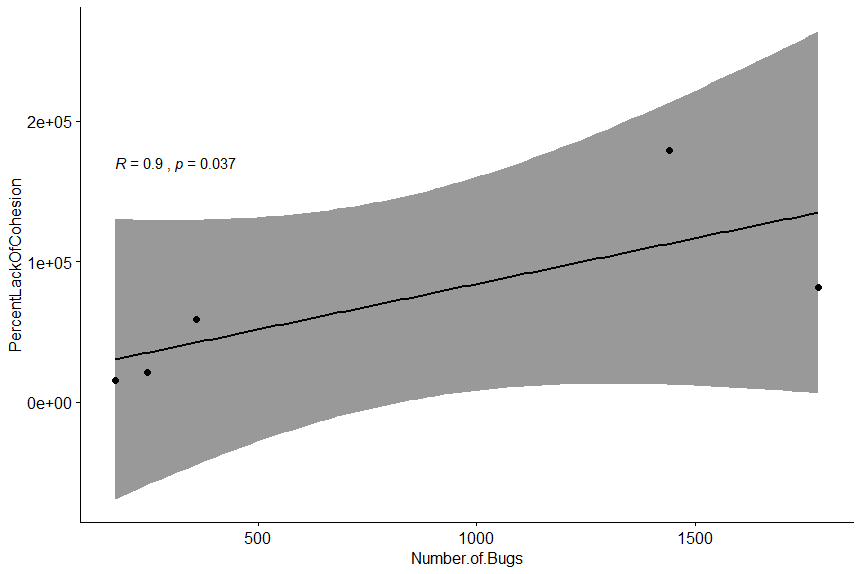 2e+05
R = 0.9 , p = 0.037
PercentLackOfCohesion
1e+05
0e+00
500 1000 1500
Number.of.Bugs